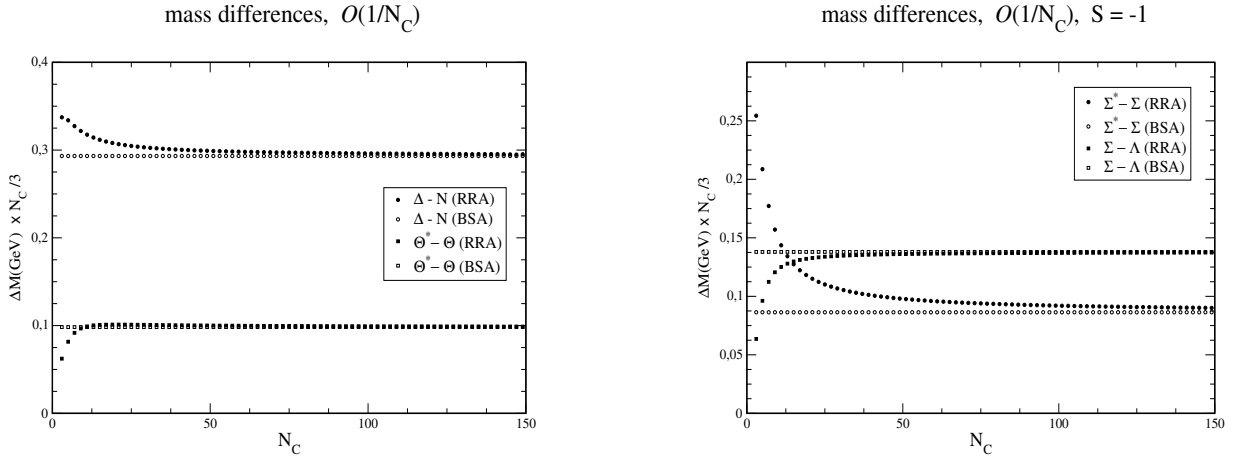 mass differences, O(1/N_C)
0,4
0,3
0,2
0,1
0
ΔM(GeV) x N_C/3
Δ - N (RRA)
Δ - N (BSA)
Θ* – Θ (RRA)
Θ* – Θ (BSA)
0 50 100 150
N_C
mass differences, O(1/N_C), S = -1
0,25
0,2
0,15
0,1
0,05
0
ΔM(GeV) x N_C/3
Σ* – Σ (RRA)
Σ* – Σ (BSA)
Σ – Λ (RRA)
Σ – Λ (BSA)
0 50 100 150
N_C